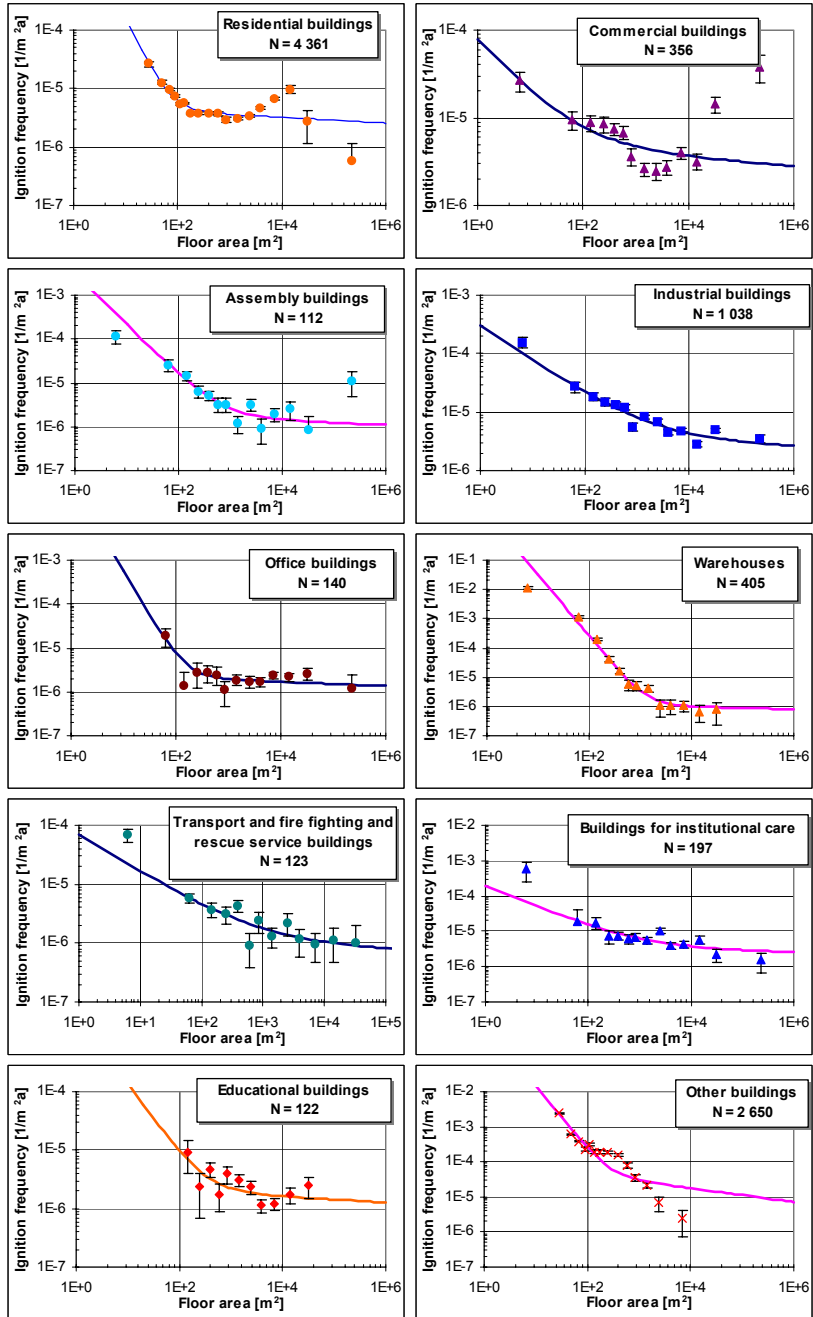 Residential buildings
N = 4 361
Ignition frequency [1/m ²a]
1E-4
1E-5
1E-6
1E-7
1E+0
1E+2
1E+4
1E+6
Floor area [m²]
Commercial buildings
N = 356
Ignition frequency [1/m ²a]
1E-4
1E-5
1E-6
1E+0
1E+2
1E+4
1E+6
Floor area [m²]
Assembly buildings
N = 112
Ignition frequency [1/m ²a]
1E-3
1E-4
1E-5
1E-6
1E-7
1E+0
1E+2
1E+4
1E+6
Floor area [m²]
Industrial buildings
N = 1 038
Ignition frequency [1/m ²a]
1E-3
1E-4
1E-5
1E-6
1E+0
1E+2
1E+4
1E+6
Floor area [m²]
Office buildings
N = 140
Ignition frequency [1/m ²a]
1E-3
1E-4
1E-5
1E-6
1E-7
1E+0
1E+2
1E+4
1E+6
Floor area [m²]
Warehouses
N = 405
Ignition frequency [1/m ²a]
1E-1
1E-2
1E-3
1E-4
1E-5
1E-6
1E-7
1E+0
1E+2
1E+4
1E+6
Floor area [m²]
Transport and fire fighting and
rescue service buildings
N = 123
Ignition frequency [1/m ²a]
1E-4
1E-5
1E-6
1E-7
1E+0
1E+1
1E+2
1E+3
1E+4
1E+5
Floor area [m²]
Buildings for institutional care
N = 197
Ignition frequency [1/m ²a]
1E-2
1E-3
1E-4
1E-5
1E-6
1E-7
1E+0
1E+2
1E+4
1E+6
Floor area [m²]
Educational buildings
N = 122
Ignition frequency [1/m ²a]
1E-4
1E-5
1E-6
1E-7
1E+0
1E+2
1E+4
1E+6
Floor area [m²]
Other buildings
N = 2 650
Ignition frequency [1/m ²a]
1E-2
1E-3
1E-4
1E-5
1E-6
1E-7
1E+0
1E+2
1E+4
1E+6
Floor area [m²]